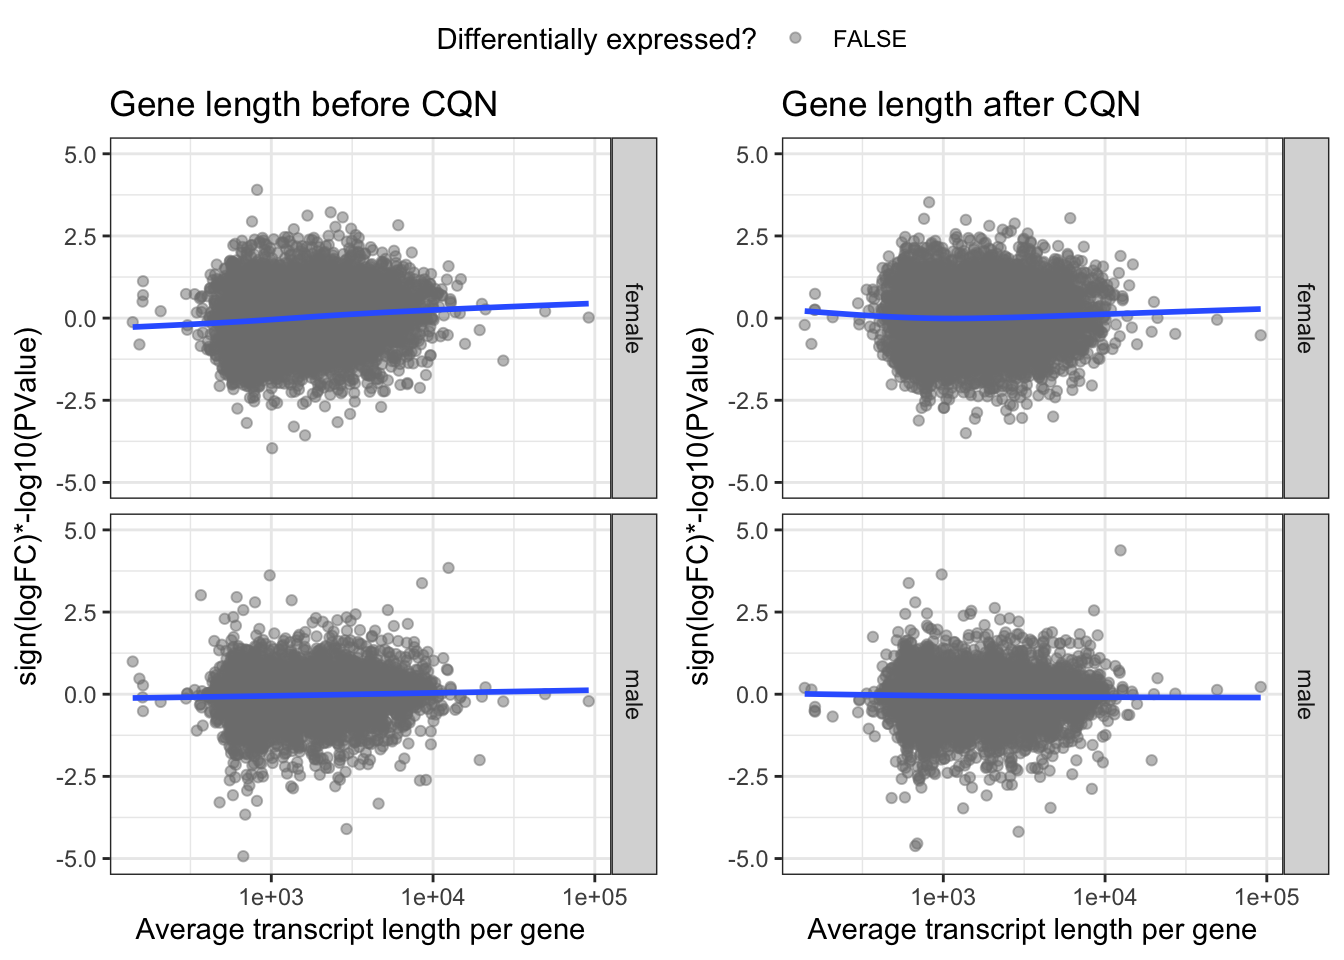 Differentially expressed? FALSE
Gene length before CQN
Gene length after CQN
sign(logFC)*-log10(PValue)
5.0
2.5
0.0
-2.5
-5.0
female
5.0
2.5
0.0
-2.5
-5.0
male
1e+03 1e+04 1e+05
Average transcript length per gene
sign(logFC)*-log10(PValue)
5.0
2.5
0.0
-2.5
-5.0
female
5.0
2.5
0.0
-2.5
-5.0
male
1e+03 1e+04 1e+05
Average transcript length per gene